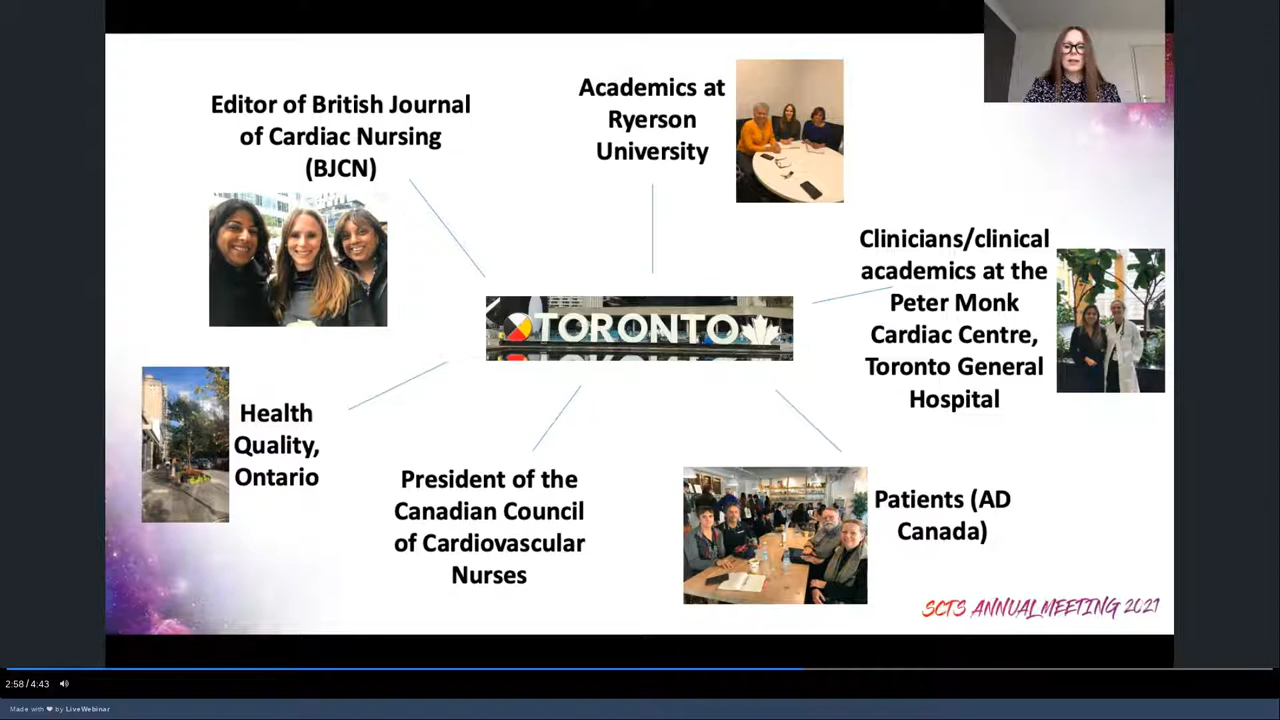 Editor of British Journal
of Cardiac Nursing
(BJCN)
Academics at
Ryerson
University
Clinicians/clinical
academics at the
Peter Monk
Cardiac Centre,
Toronto General
Hospital
TORONTO
Health
Quality,
Ontario
President of the
Canadian Council
of Cardiovascular
Nurses
Patients (AD
Canada)
SCTS ANNUAL MEETING 2021
2:58 / 4:43
Made with ❤ by LiveWebinar